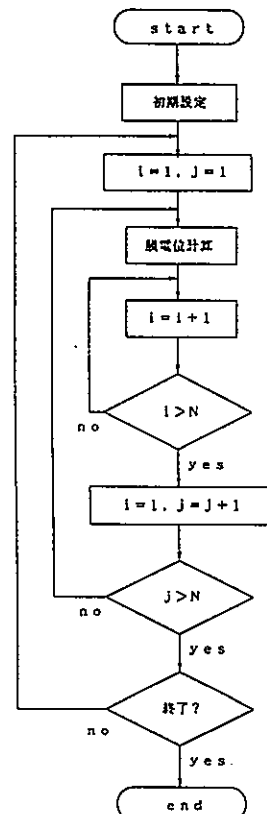 start
初期設定
i=1, j=1
膜電位計算
i=i+1
i>N
no
yes
i=1, j=j+1
j>N
no
yes
終了?
no
yes.
end